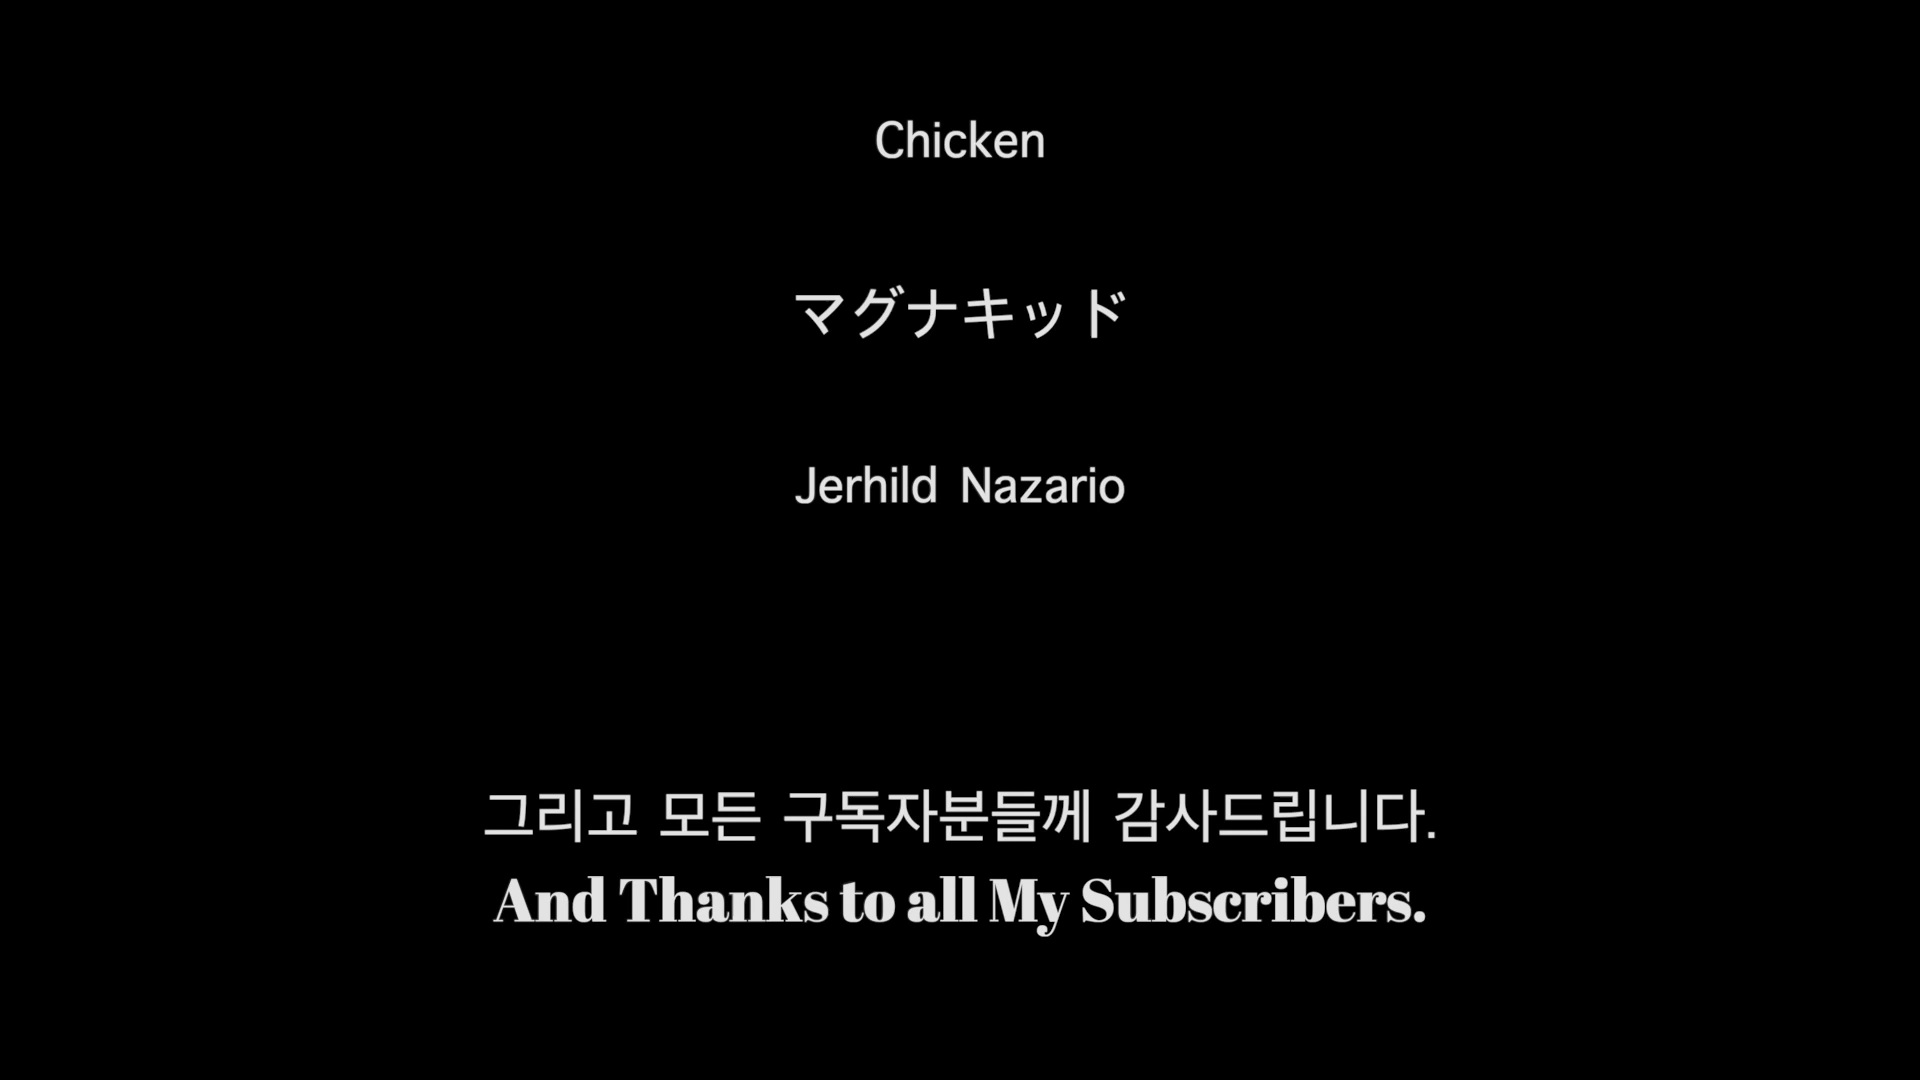 Chicken
マグナキッド
Jerhild Nazario
그리고 모든 구독자분들께 감사드립니다.
And Thanks to all My Subscribers.